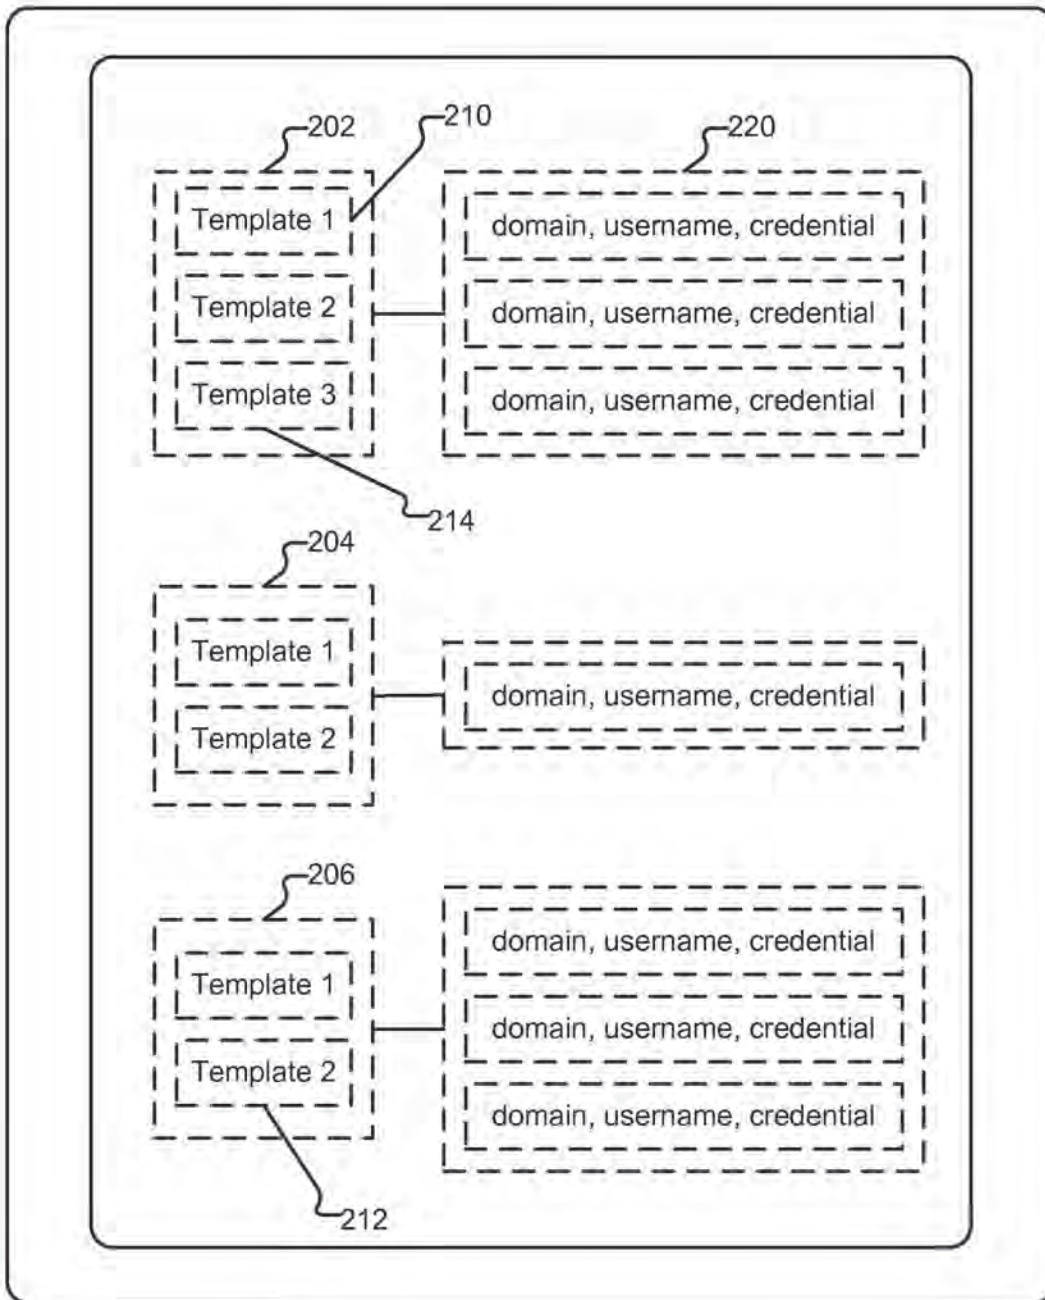 202
210
220
Template 1
domain, username, credential
Template 2
domain, username, credential
Template 3
domain, username, credential
214
204
Template 1
domain, username, credential
Template 2
206
Template 1
domain, username, credential
domain, username, credential
Template 2
domain, username, credential
212